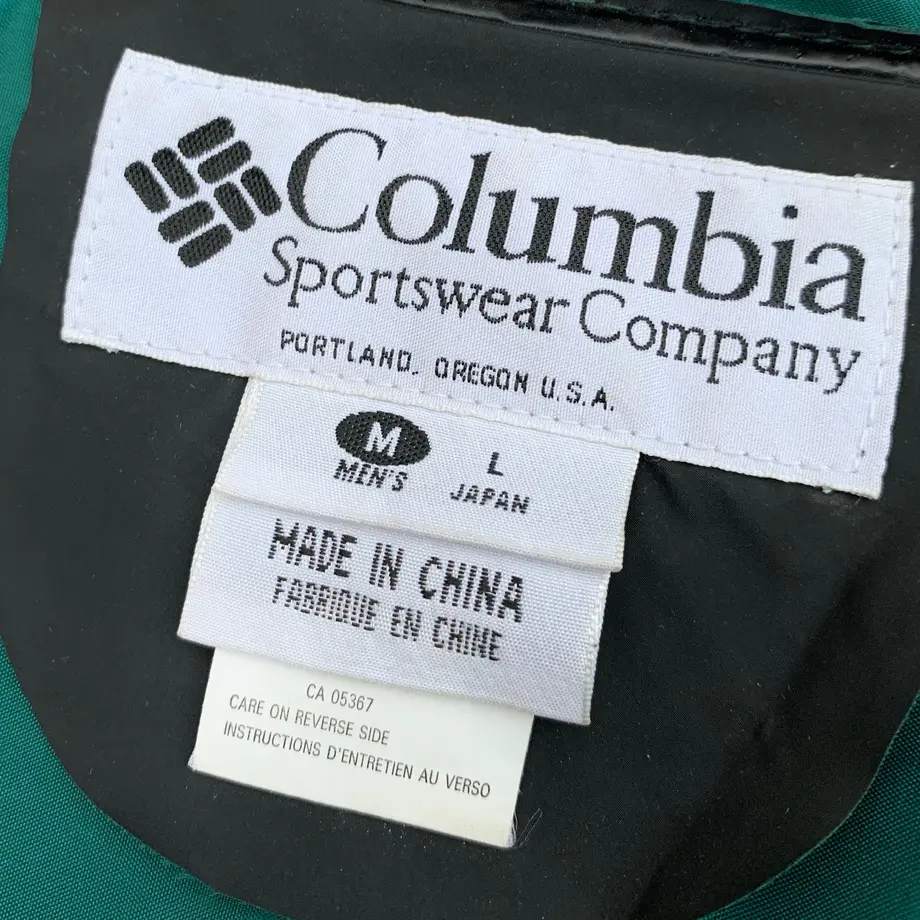 Columbia
Sportswear Company
PORTLAND, OREGON U.S.A.
M L
MEN'S JAPAN
MADE IN CHINA
FABRIQUE EN CHINE
CA 05367
CARE ON REVERSE SIDE
INSTRUCTIONS D'ENTRETIEN AU VERSO